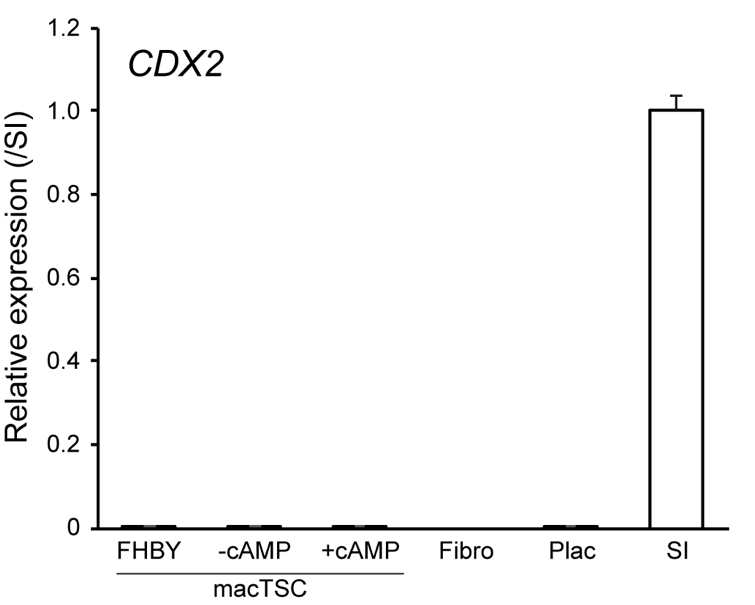 CDX2
Relative expression (/SI)
1.2
1.0
0.8
0.6
0.4
0.2
0
FHBY -cAMP +cAMP Fibro Plac SI
macTSC